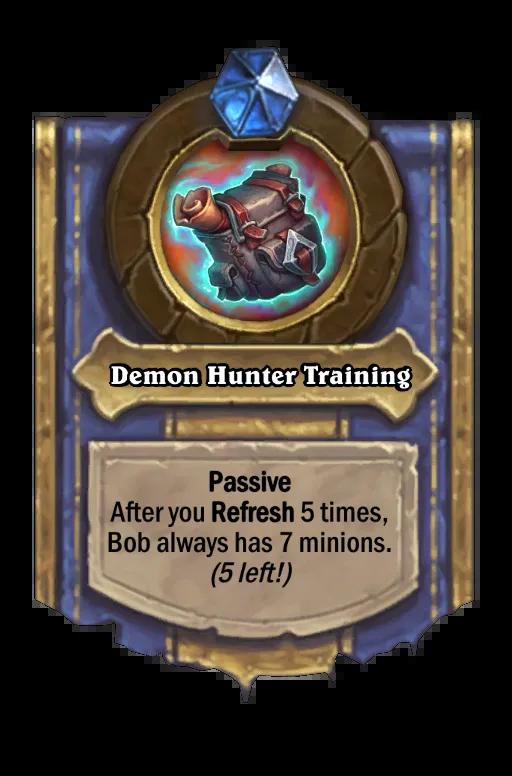 Demon Hunter Training
Passive
After you Refresh 5 times,
Bob always has 7 minions.
(5 left!)